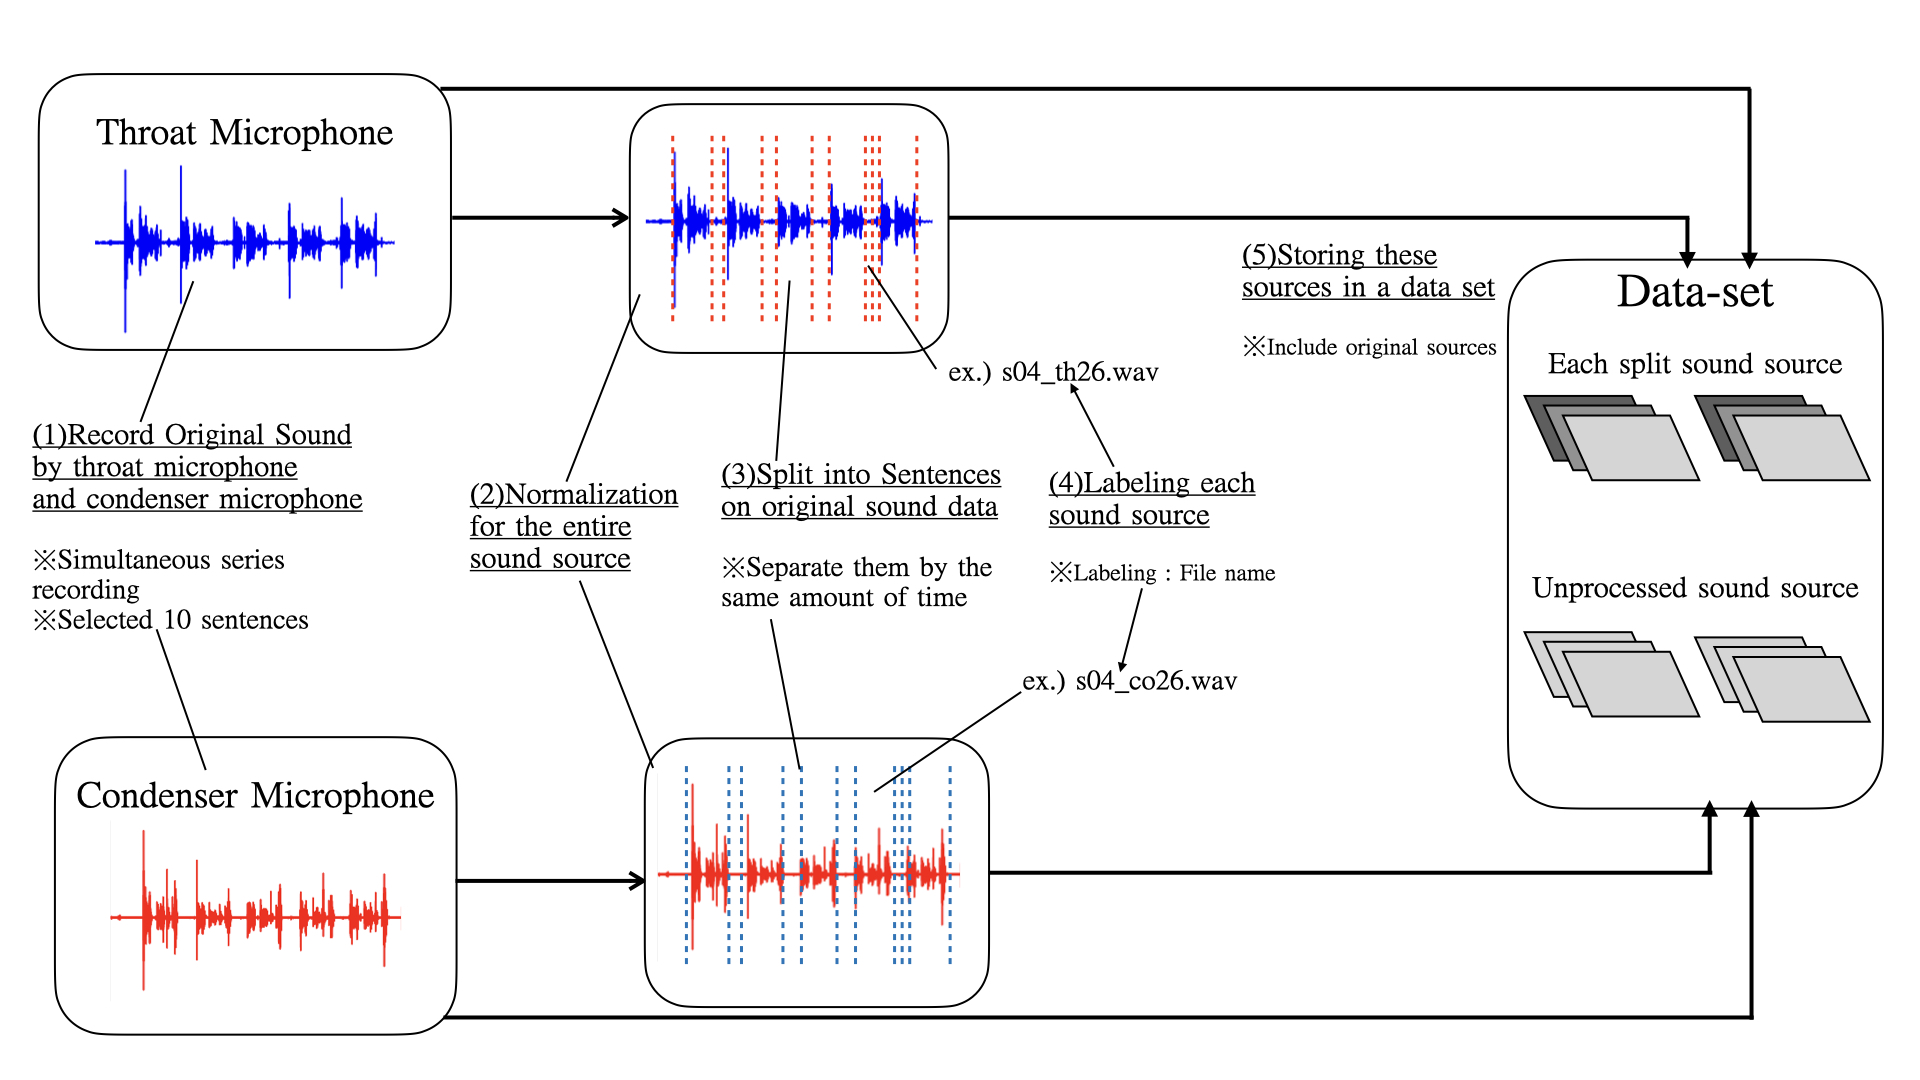 Throat Microphone
(1)Record Original Sound
by throat microphone
and condenser microphone
※Simultaneous series
recording
※Selected 10 sentences
Condenser Microphone
(2)Normalization
for the entire
sound source
(3)Split into Sentences
on original sound data
※Separate them by the
same amount of time
ex.) s04_th26.wav
(4)Labeling each
sound source
※Labeling : File name
ex.) s04_co26.wav
(5)Storing these
sources in a data set
※Include original sources
Data-set
Each split sound source
Unprocessed sound source